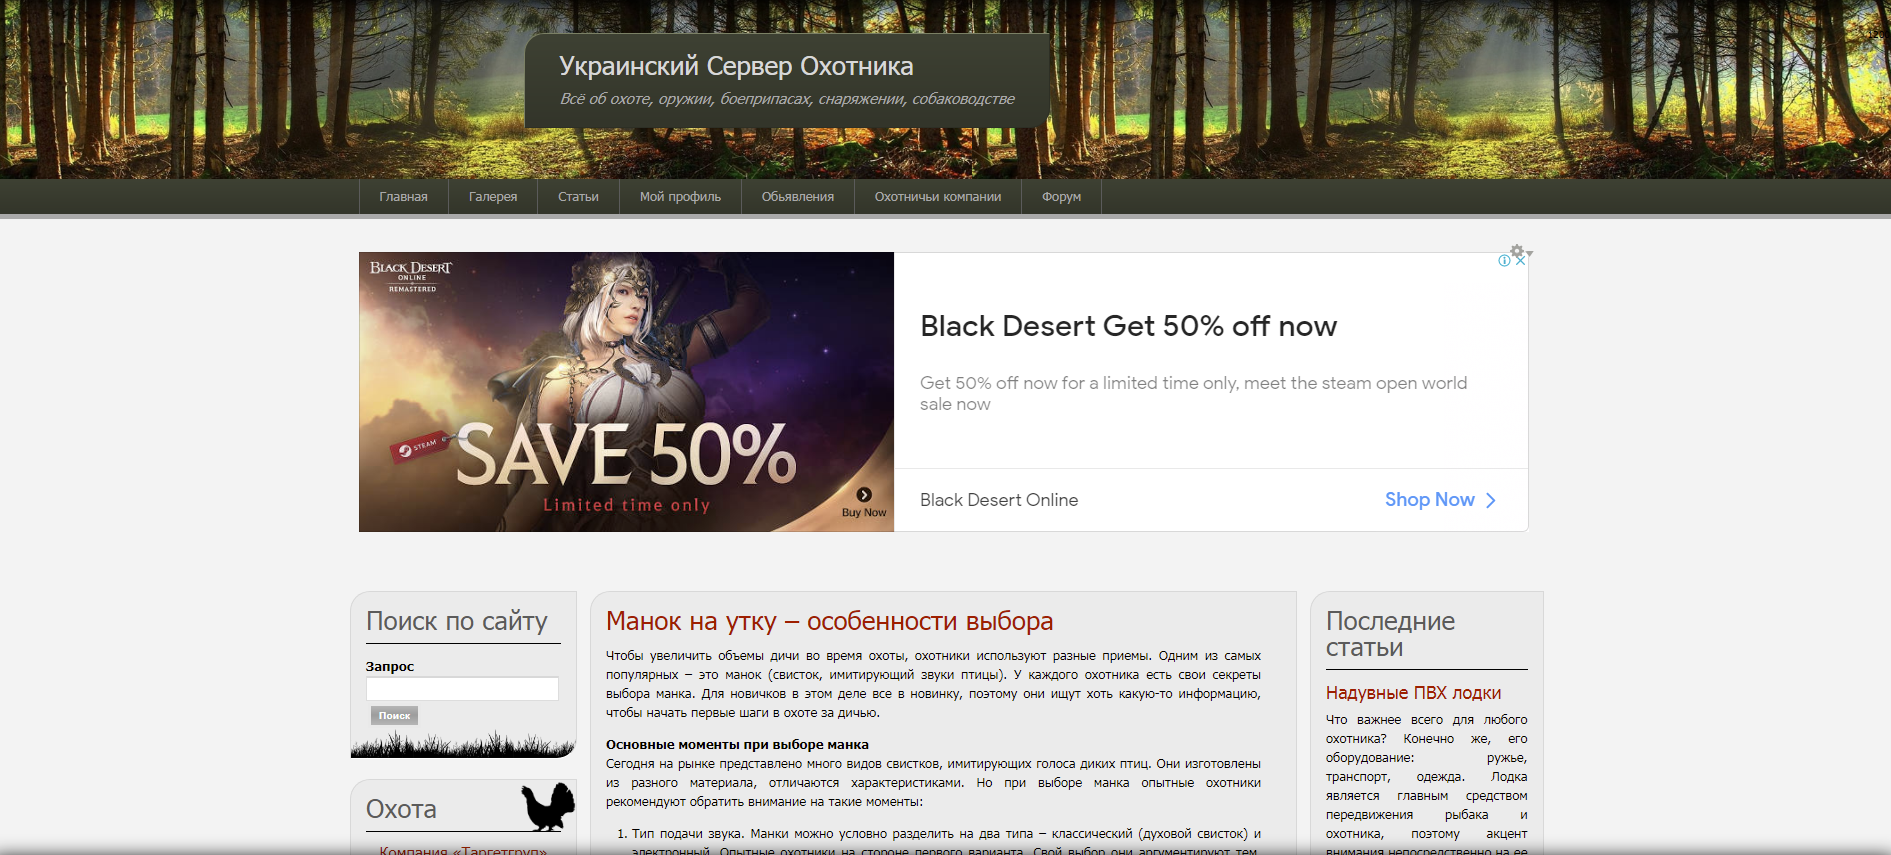 Украинский Сервер Охотника
Всё об охоте, оружии, боеприпасах, снаряжении, собаководстве
Главная
Галерея
Статьи
Мой профиль
Обьявления
Охотничьи компании
Форум
BLACK DESERT
ONLINE
REMASTERED
STEAM
SAVE 50%
Limited time only
Buy Now
Black Desert Get 50% off now
Get 50% off now for a limited time only, meet the steam open world
sale now
Black Desert Online
Shop Now
Поиск по сайту
Запрос
Поиск
Охота
Компания «Таргетгруп»
Манок на утку – особенности выбора
Чтобы увеличить объемы дичи во время охоты, охотники используют разные приемы. Одним из самых
популярных – это манок (свисток, имитирующий звуки птицы). У каждого охотника есть свои секреты
выбора манка. Для новичков в этом деле все в новинку, поэтому они ищут хоть какую-то информацию,
чтобы начать первые шаги в охоте за дичью.
Основные моменты при выборе манка
Сегодня на рынке представлено много видов свистков, имитирующих голоса диких птиц. Они изготовлены
из разного материала, отличаются характеристиками. Но при выборе манка опытные охотники
рекомендуют обратить внимание на такие моменты:
1. Тип подачи звука. Манки можно условно разделить на два типа – классический (духовой свисток) и
электронный. Опытные охотники на стороне первого варианта. Свой выбор они аргументируют тем,
Последние
статьи
Надувные ПВХ лодки
Что важнее всего для любого
охотника? Конечно же, его
оборудование: ружье,
транспорт, одежда. Лодка
является главным средством
передвижения рыбака и
охотника, поэтому акцент
внимания непосредственно на ее